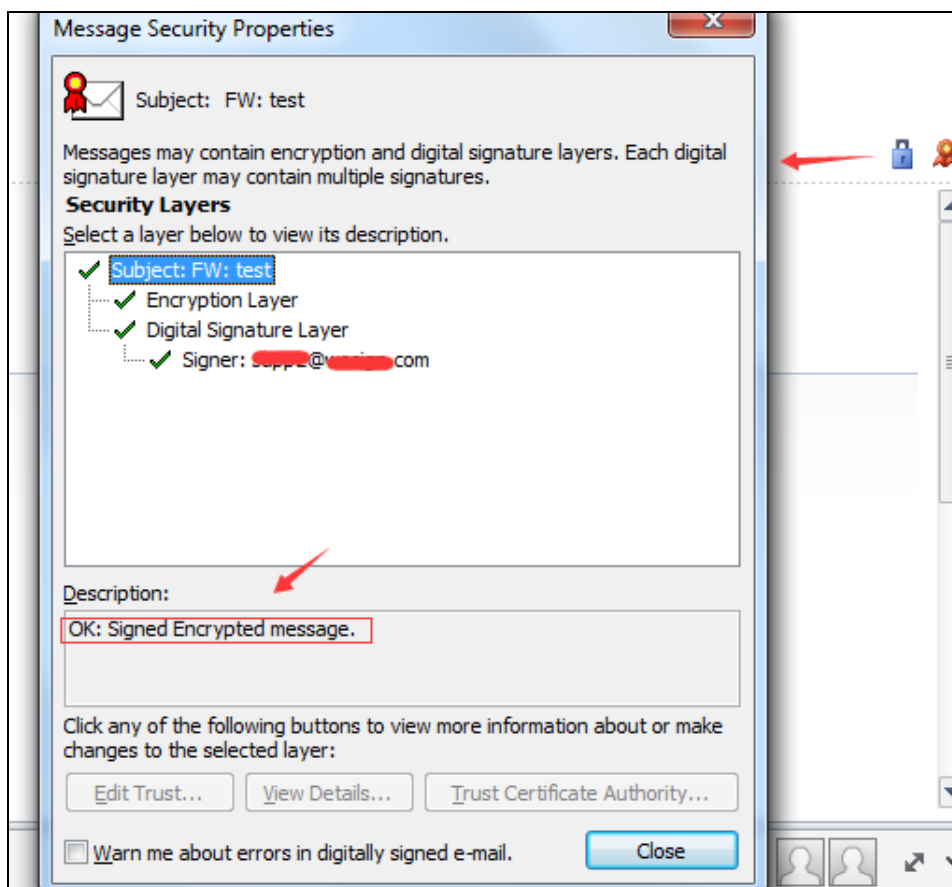 Message Security Properties
Subject: FW: test
Messages may contain encryption and digital signature layers. Each digital
signature layer may contain multiple signatures.
Security Layers
Select a layer below to view its description.
Subject: FW: test
Encryption Layer
Digital Signature Layer
Signer: @ com
Description:
OK: Signed Encrypted message.
Click any of the following buttons to view more information about or make
changes to the selected layer:
Edit Trust... View Details... Trust Certificate Authority...
Warn me about errors in digitally signed e-mail. Close